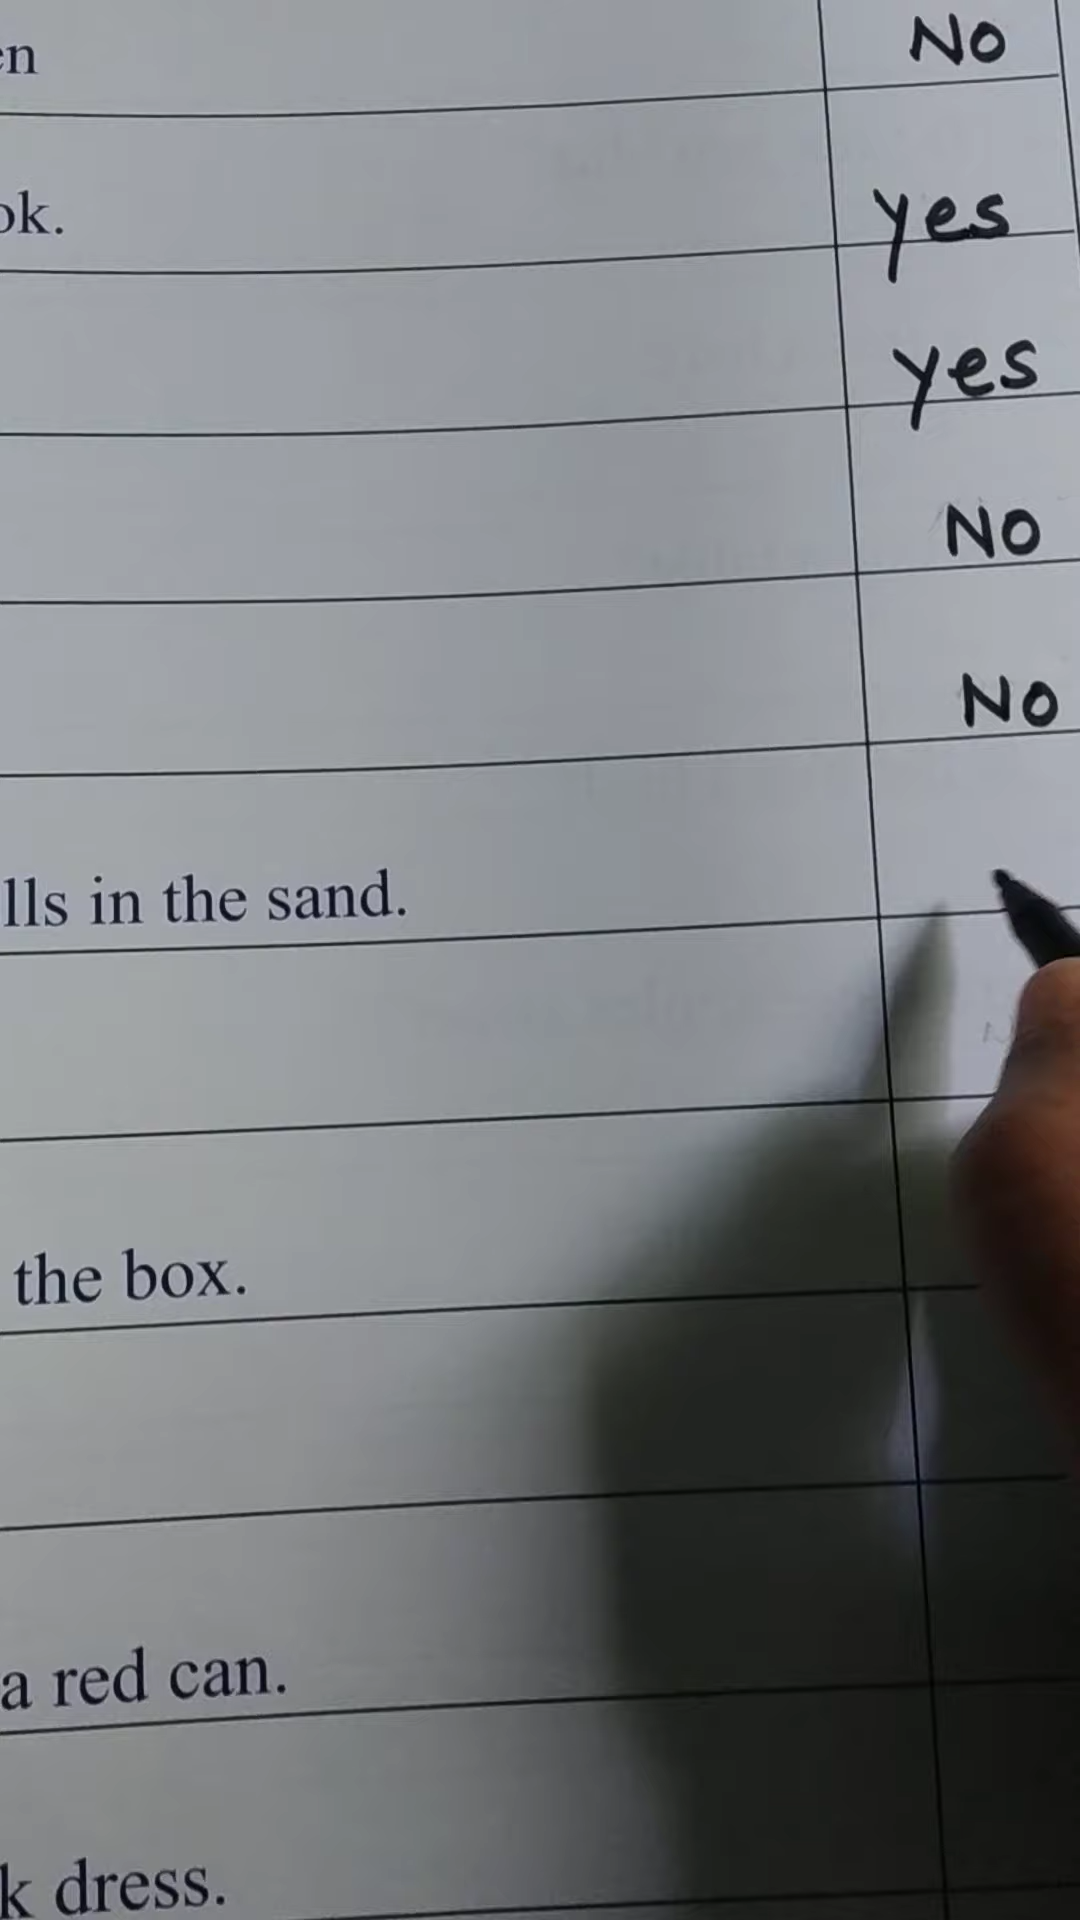 en NO
ok. yes
yes
NO
NO
lls in the sand.
the box.
a red can.
k dress.